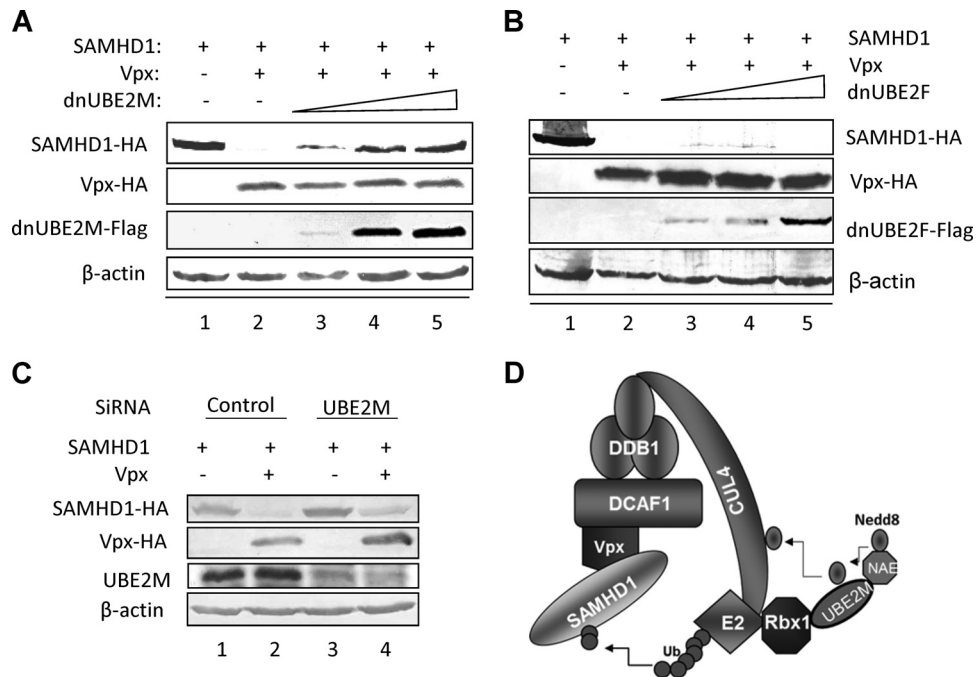 A
SAMHD1: + + + + +
Vpx: - + + + +
dnUBE2M: - -
SAMHD1-HA
Vpx-HA
dnUBE2M-Flag
β-actin
1 2 3 4 5
B
+ + + + + SAMHD1
- + + + + Vpx
- - dnUBE2F
SAMHD1-HA
Vpx-HA
dnUBE2F-Flag
β-actin
1 2 3 4 5
C
SiRNA Control UBE2M
SAMHD1 + + + +
Vpx - + - +
SAMHD1-HA
Vpx-HA
UBE2M
β-actin
1 2 3 4
D
DDB1
CUL4
DCAF1
Vpx
SAMHD1
Nedd8
NAE
UBE2M
E2
Rbx1
Ub